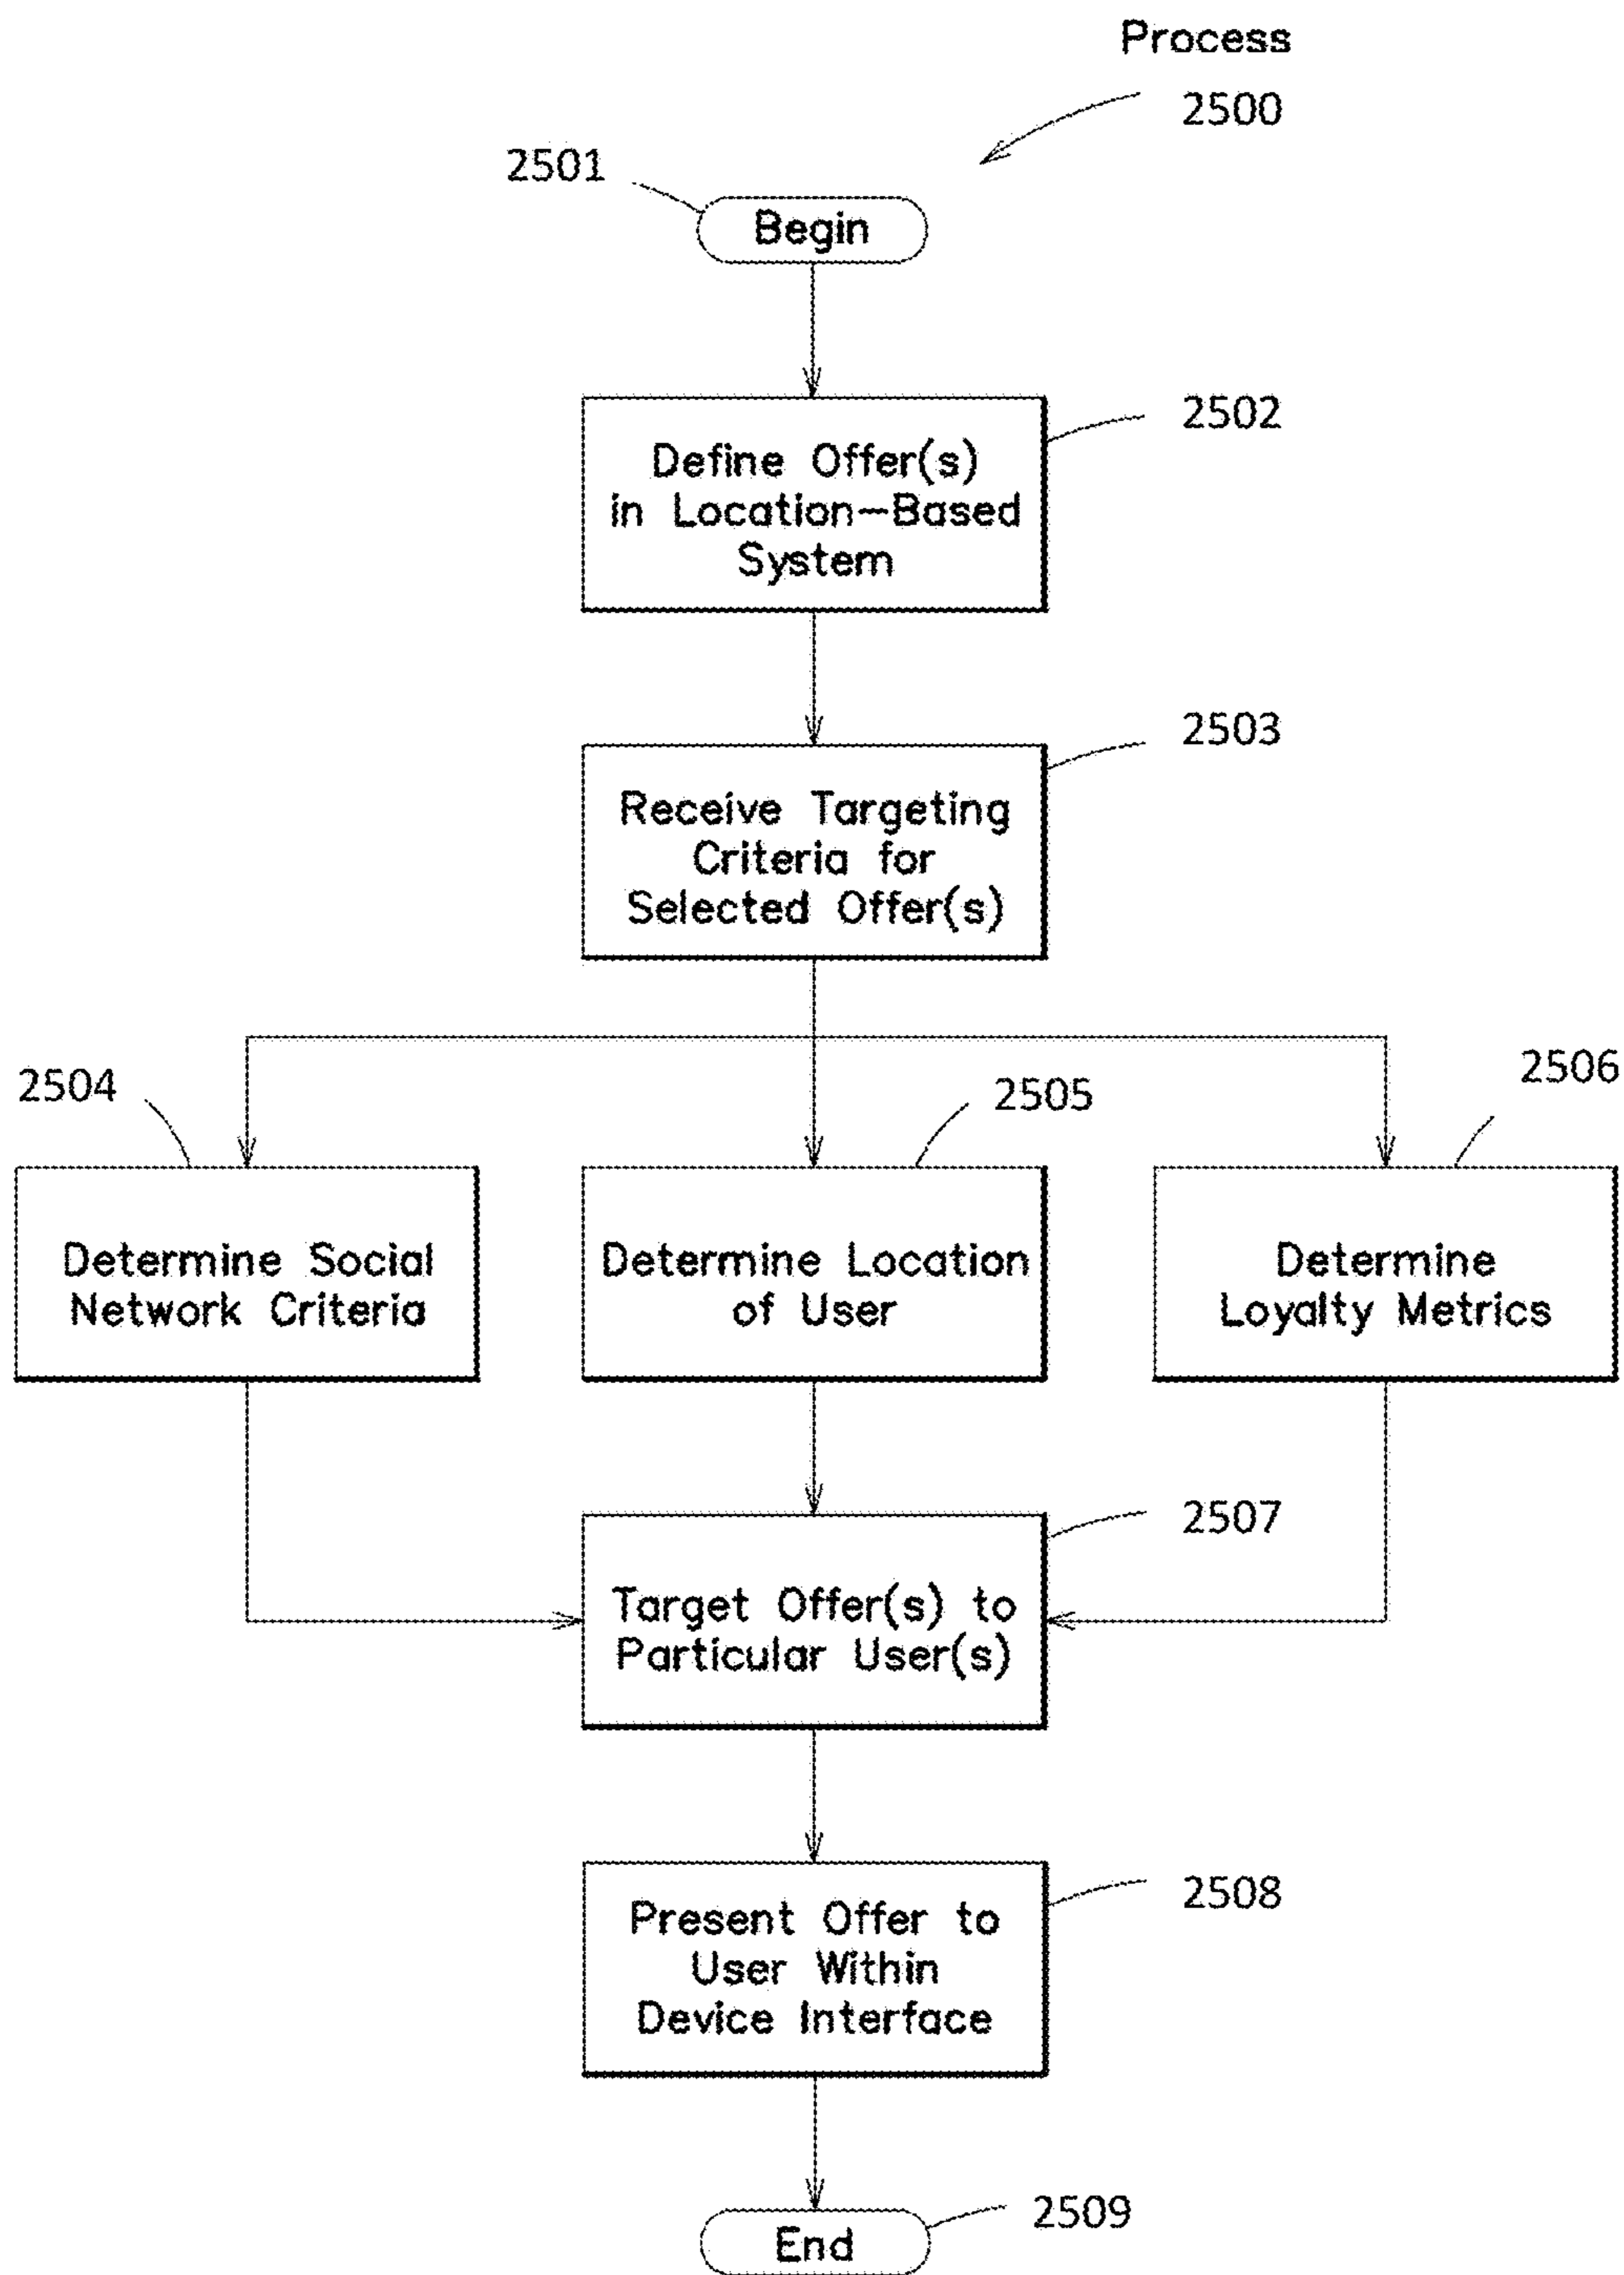 Process
2500
2501
Begin
2502
Define Offer(s)
in Location-Based
System
2503
Receive Targeting
Criteria for
Selected Offer(s)
2504
2505
2506
Determine Social
Network Criteria
Determine Location
of User
Determine
Loyalty Metrics
2507
Target Offer(s) to
Particular User(s)
2508
Present Offer to
User Within
Device Interface
2509
End